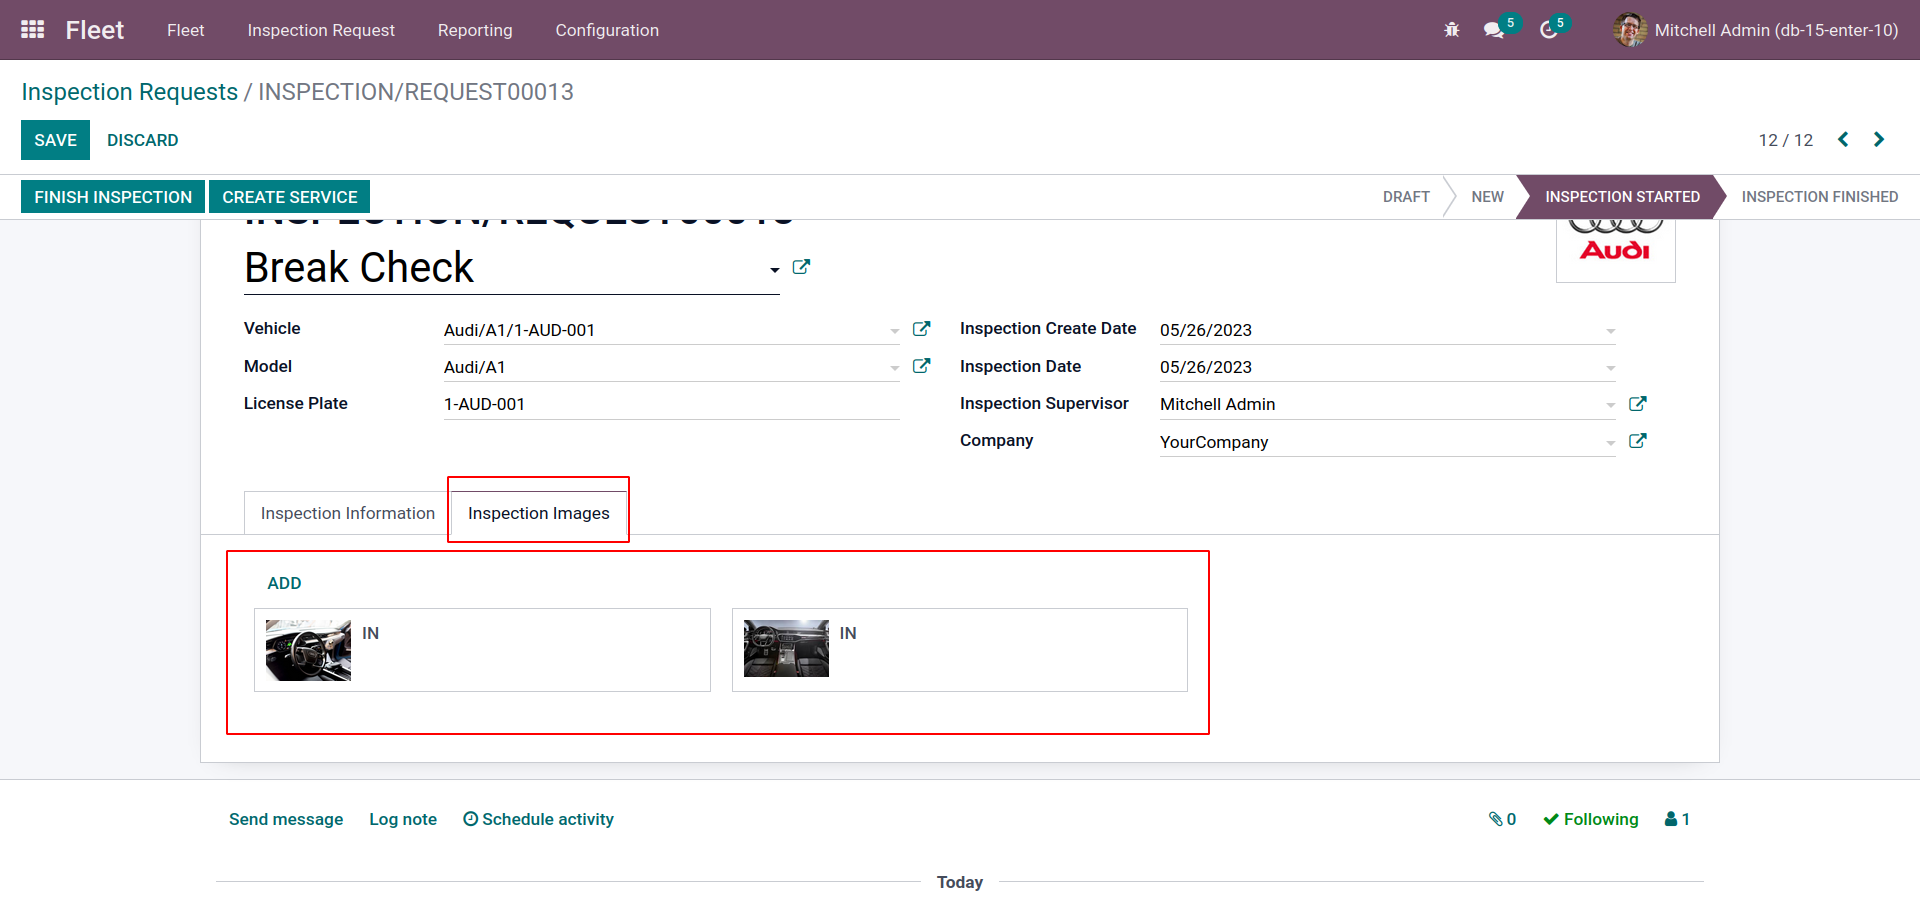 Fleet Fleet Inspection Request Reporting Configuration 5 5 Mitchell Admin (db-15-enter-10)
Inspection Requests / INSPECTION/REQUEST00013
SAVE DISCARD 12 / 12
FINISH INSPECTION CREATE SERVICE DRAFT NEW INSPECTION STARTED INSPECTION FINISHED
INSPECTION/REQUEST00013
Audi
Break Check
Vehicle Audi/A1/1-AUD-001 Inspection Create Date 05/26/2023
Model Audi/A1 Inspection Date 05/26/2023
License Plate 1-AUD-001 Inspection Supervisor Mitchell Admin
Company YourCompany
Inspection Information Inspection Images
ADD
IN IN
Send message Log note Schedule activity 0 Following 1
Today